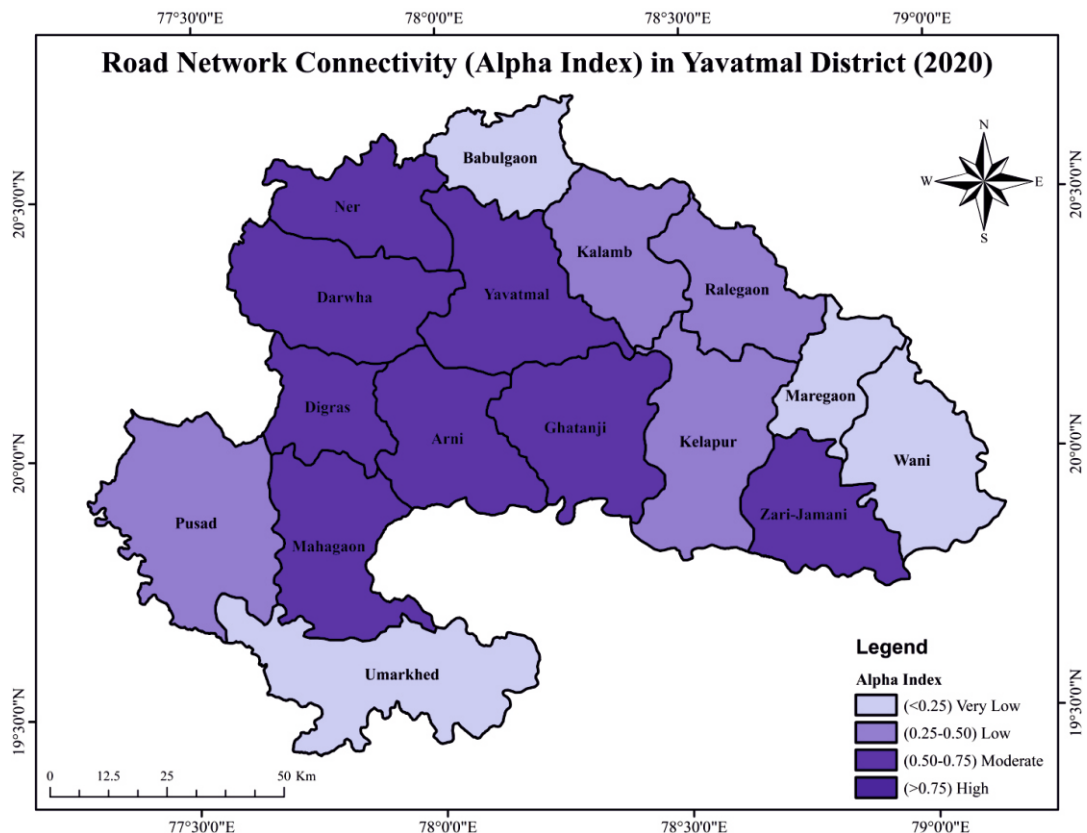 77°30'0"E
78°0'0"E
78°30'0"E
79°0'0"E
Road Network Connectivity (Alpha Index) in Yavatmal District (2020)
N
W
E
S
20°30'0"N
20°30'0"N
Babulgaon
Ner
Kalamb
Darwha
Yavatmal
Ralegaon
Maregaon
Digras
Arni
Ghatanji
Kelapur
Wani
20°0'0"N
20°0'0"N
Pusad
Mahagaon
Zari-Jamani
Umarkhed
19°30'0"N
19°30'0"N
Legend
Alpha Index
(<0.25) Very Low
(0.25-0.50) Low
(0.50-0.75) Moderate
(>0.75) High
0 12.5 25 50 Km
77°30'0"E
78°0'0"E
78°30'0"E
79°0'0"E